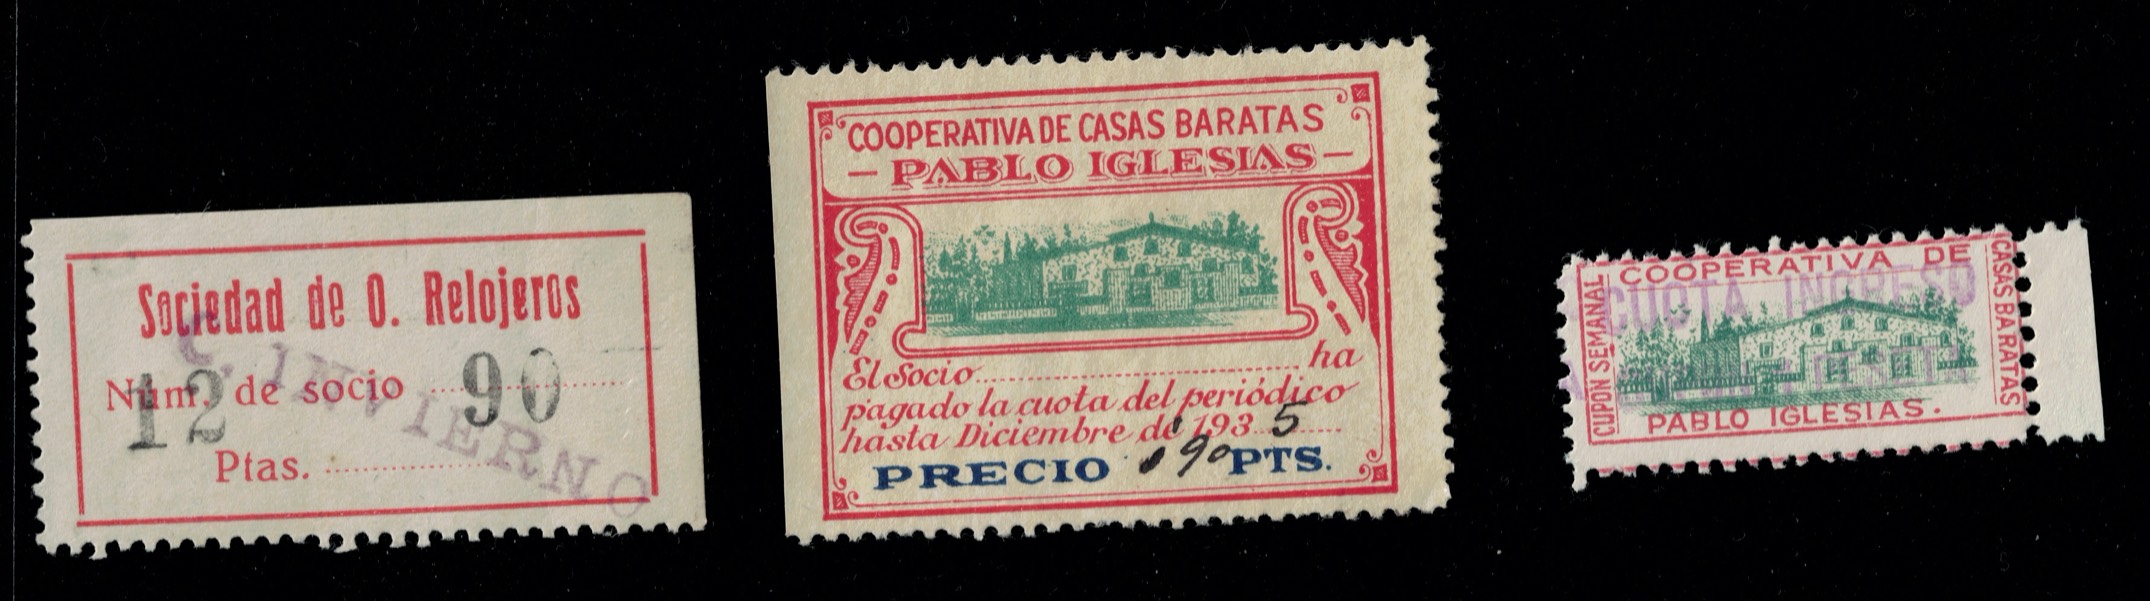 Sociedad de O. Relojeros
Núm. de socio 90
12
Ptas.
C. INVIERNO
COOPERATIVA DE CASAS BARATAS
– PABLO IGLESIAS –
El Socio ha
pagado la cuota del periódico
hasta Diciembre de 1935
PRECIO '90 PTS.
COOPERATIVA DE
CASAS BARATAS
PABLO IGLESIAS.
CUPON SEMANAL
CUOTA INGRESO